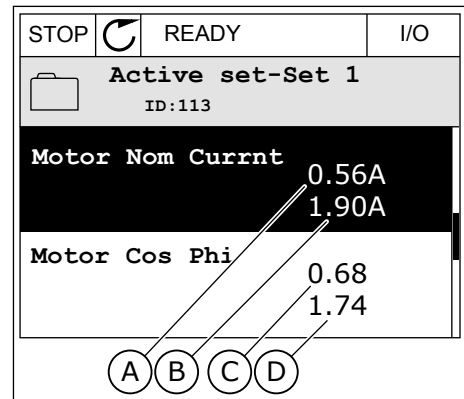 STOP READY I/O
Active set-Set 1
ID:113
Motor Nom Currnt
0.56A
1.90A
Motor Cos Phi
0.68
1.74
A B C D